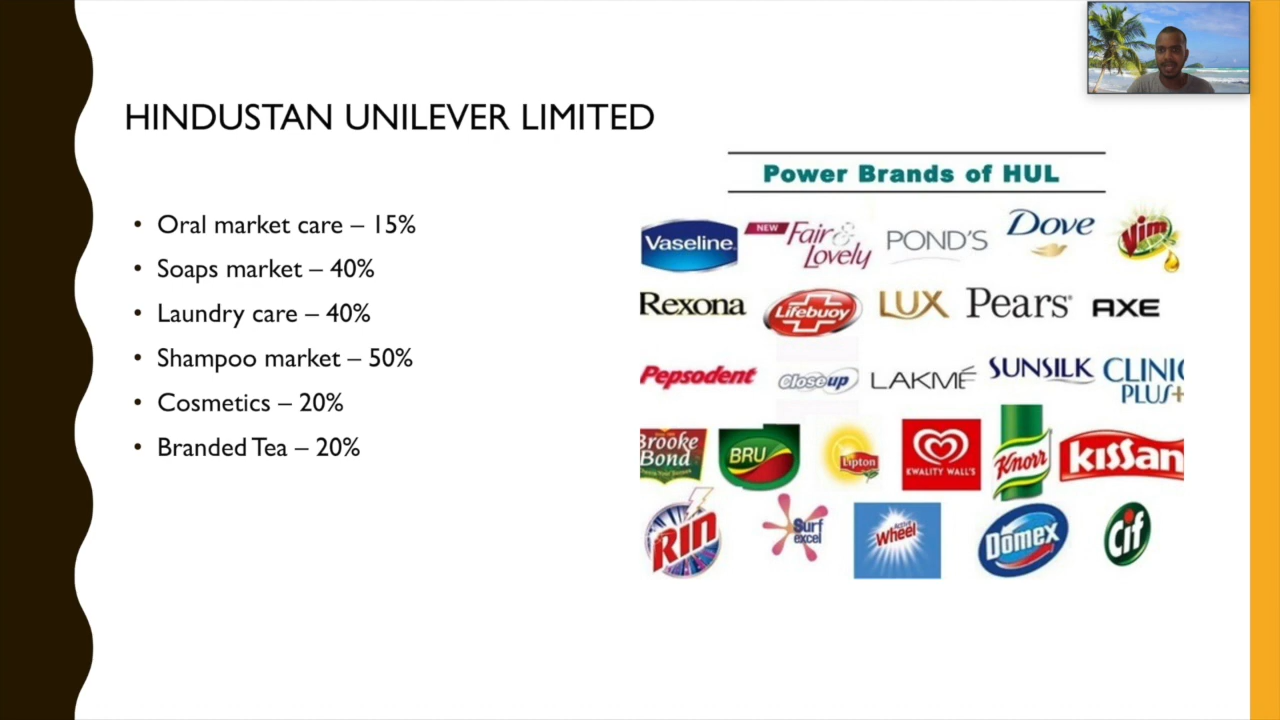 HINDUSTAN UNILEVER LIMITED
• Oral market care – 15%
• Soaps market – 40%
• Laundry care – 40%
• Shampoo market – 50%
• Cosmetics – 20%
• Branded Tea – 20%
Power Brands of HUL
Vaseline
NEW
Fair &
Lovely
POND'S
Dove
Vim
Rexona
Lifebuoy
LUX
Pears
AXE
Pepsodent
Closeup
LAKMÉ
SUNSILK
CLINIC
PLUS+
Brooke
Bond
BRU
Lipton
KWALITY WALL'S
Knorr
Kissan
Rin
Surf
excel
Active
Wheel
Domex
Cif